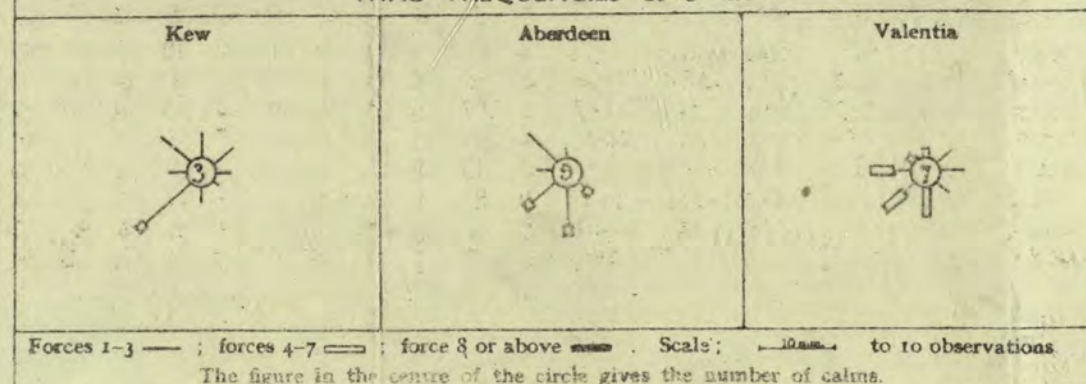 Kew Aberdeen Valentia
3 9 7
Forces 1-3 ; forces 4-7 ; force 8 or above . Scale ; 10 mm. to 10 observations
The figure in the centre of the circle gives the number of calms.